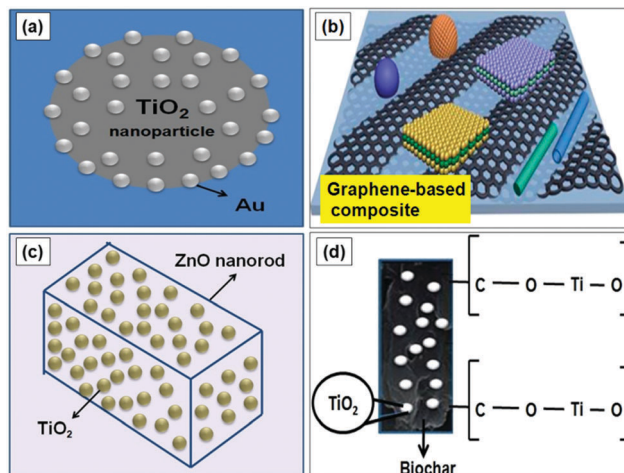 (a)
TiO2
nanoparticle
Au
(b)
Graphene-based
composite
(c)
ZnO nanorod
TiO2
(d)
C — O — Ti — O
TiO2
C — O — Ti — O
Biochar